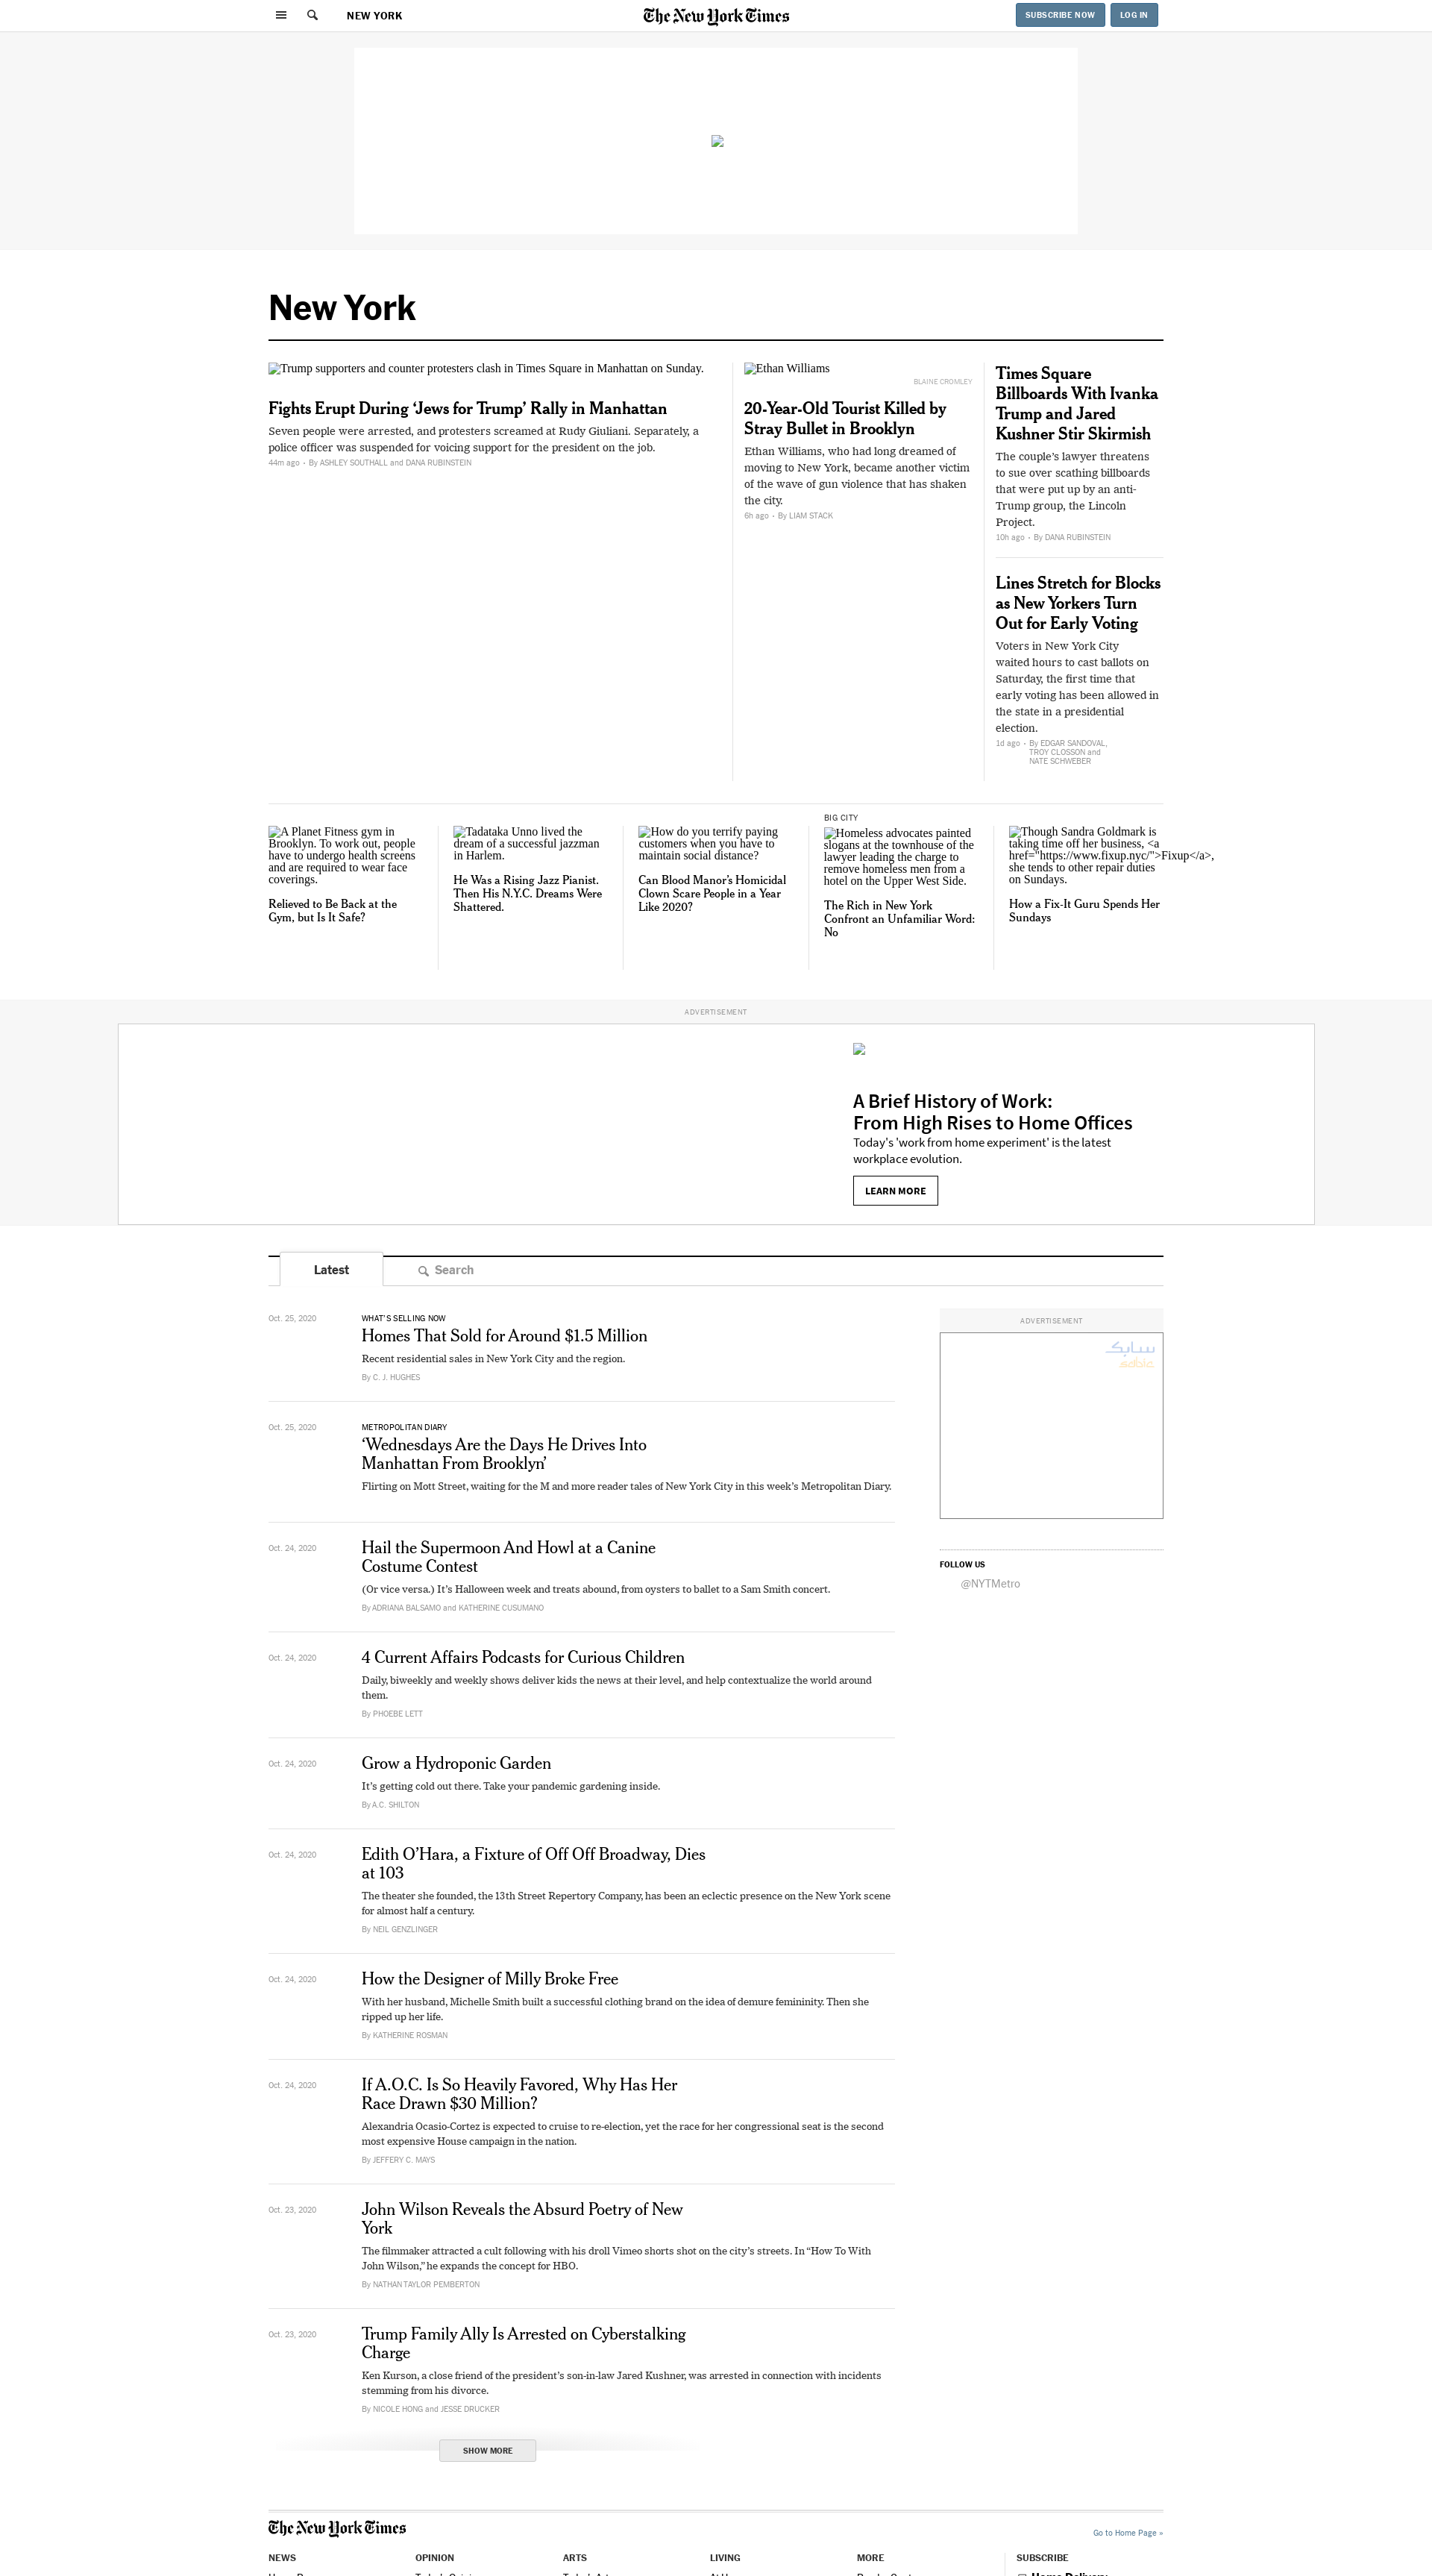 NEW YORK
The New York Times
SUBSCRIBE NOW
LOG IN
New York
Trump supporters and counter protesters clash in Times Square in Manhattan on Sunday.
Fights Erupt During ‘Jews for Trump’ Rally in Manhattan
Seven people were arrested, and protesters screamed at Rudy Giuliani. Separately, a
police officer was suspended for voicing support for the president on the job.
44m ago • By ASHLEY SOUTHALL and DANA RUBINSTEIN
Ethan Williams
BLAINE CROMLEY
20-Year-Old Tourist Killed by
Stray Bullet in Brooklyn
Ethan Williams, who had long dreamed of
moving to New York, became another victim
of the wave of gun violence that has shaken
the city.
6h ago • By LIAM STACK
Times Square
Billboards With Ivanka
Trump and Jared
Kushner Stir Skirmish
The couple’s lawyer threatens
to sue over scathing billboards
that were put up by an anti-
Trump group, the Lincoln
Project.
10h ago • By DANA RUBINSTEIN
Lines Stretch for Blocks
as New Yorkers Turn
Out for Early Voting
Voters in New York City
waited hours to cast ballots on
Saturday, the first time that
early voting has been allowed in
the state in a presidential
election.
1d ago • By EDGAR SANDOVAL,
TROY CLOSSON and
NATE SCHWEBER
A Planet Fitness gym in
Brooklyn. To work out, people
have to undergo health screens
and are required to wear face
coverings.
Relieved to Be Back at the
Gym, but Is It Safe?
Tadataka Unno lived the
dream of a successful jazzman
in Harlem.
He Was a Rising Jazz Pianist.
Then His N.Y.C. Dreams Were
Shattered.
How do you terrify paying
customers when you have to
maintain social distance?
Can Blood Manor’s Homicidal
Clown Scare People in a Year
Like 2020?
BIG CITY
Homeless advocates painted
slogans at the townhouse of the
lawyer leading the charge to
remove homeless men from a
hotel on the Upper West Side.
The Rich in New York
Confront an Unfamiliar Word:
No
Though Sandra Goldmark is
taking time off her business, <a
href="https://www.fixup.nyc/">Fixup</a>,
she tends to other repair duties
on Sundays.
How a Fix-It Guru Spends Her
Sundays
ADVERTISEMENT
A Brief History of Work:
From High Rises to Home Offices
Today's 'work from home experiment' is the latest
workplace evolution.
LEARN MORE
Latest
Search
Oct. 25, 2020
WHAT'S SELLING NOW
Homes That Sold for Around $1.5 Million
Recent residential sales in New York City and the region.
By C. J. HUGHES
ADVERTISEMENT
سابك
sabic
Oct. 25, 2020
METROPOLITAN DIARY
‘Wednesdays Are the Days He Drives Into
Manhattan From Brooklyn’
Flirting on Mott Street, waiting for the M and more reader tales of New York City in this week’s Metropolitan Diary.
FOLLOW US
@NYTMetro
Oct. 24, 2020
Hail the Supermoon And Howl at a Canine
Costume Contest
(Or vice versa.) It’s Halloween week and treats abound, from oysters to ballet to a Sam Smith concert.
By ADRIANA BALSAMO and KATHERINE CUSUMANO
Oct. 24, 2020
4 Current Affairs Podcasts for Curious Children
Daily, biweekly and weekly shows deliver kids the news at their level, and help contextualize the world around
them.
By PHOEBE LETT
Oct. 24, 2020
Grow a Hydroponic Garden
It’s getting cold out there. Take your pandemic gardening inside.
By A.C. SHILTON
Oct. 24, 2020
Edith O’Hara, a Fixture of Off Off Broadway, Dies
at 103
The theater she founded, the 13th Street Repertory Company, has been an eclectic presence on the New York scene
for almost half a century.
By NEIL GENZLINGER
Oct. 24, 2020
How the Designer of Milly Broke Free
With her husband, Michelle Smith built a successful clothing brand on the idea of demure femininity. Then she
ripped up her life.
By KATHERINE ROSMAN
Oct. 24, 2020
If A.O.C. Is So Heavily Favored, Why Has Her
Race Drawn $30 Million?
Alexandria Ocasio-Cortez is expected to cruise to re-election, yet the race for her congressional seat is the second
most expensive House campaign in the nation.
By JEFFERY C. MAYS
Oct. 23, 2020
John Wilson Reveals the Absurd Poetry of New
York
The filmmaker attracted a cult following with his droll Vimeo shorts shot on the city’s streets. In “How To With
John Wilson,” he expands the concept for HBO.
By NATHAN TAYLOR PEMBERTON
Oct. 23, 2020
Trump Family Ally Is Arrested on Cyberstalking
Charge
Ken Kurson, a close friend of the president’s son-in-law Jared Kushner, was arrested in connection with incidents
stemming from his divorce.
By NICOLE HONG and JESSE DRUCKER
SHOW MORE
The New York Times
Go to Home Page »
NEWS
OPINION
ARTS
LIVING
MORE
SUBSCRIBE